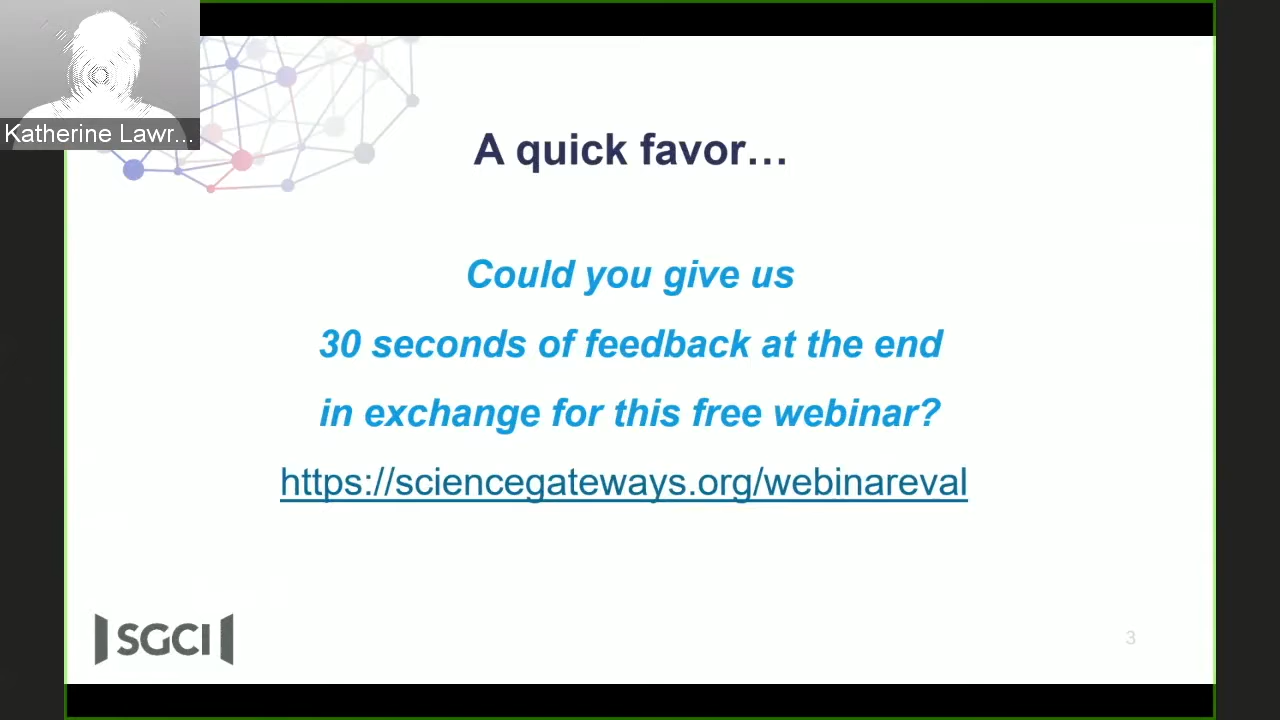 Katherine Lawr...
A quick favor…
Could you give us
30 seconds of feedback at the end
in exchange for this free webinar?
https://sciencegateways.org/webinareval
SGCI
3